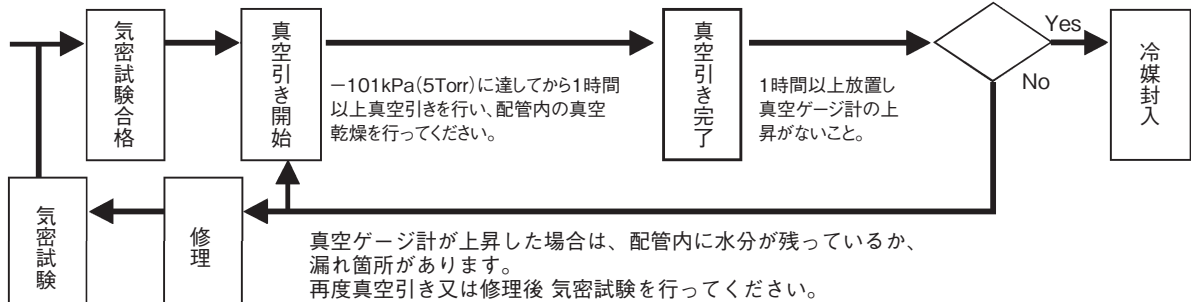 気密試験合格
真空引き開始
−101kPa(5Torr)に達してから1時間
以上真空引きを行い、配管内の真空
乾燥を行ってください。
真空引き完了
1時間以上放置し
真空ゲージ計の上
昇がないこと。
Yes
No
冷媒封入
気密試験
修理
真空ゲージ計が上昇した場合は、配管内に水分が残っているか、
漏れ箇所があります。
再度真空引き又は修理後 気密試験を行ってください。